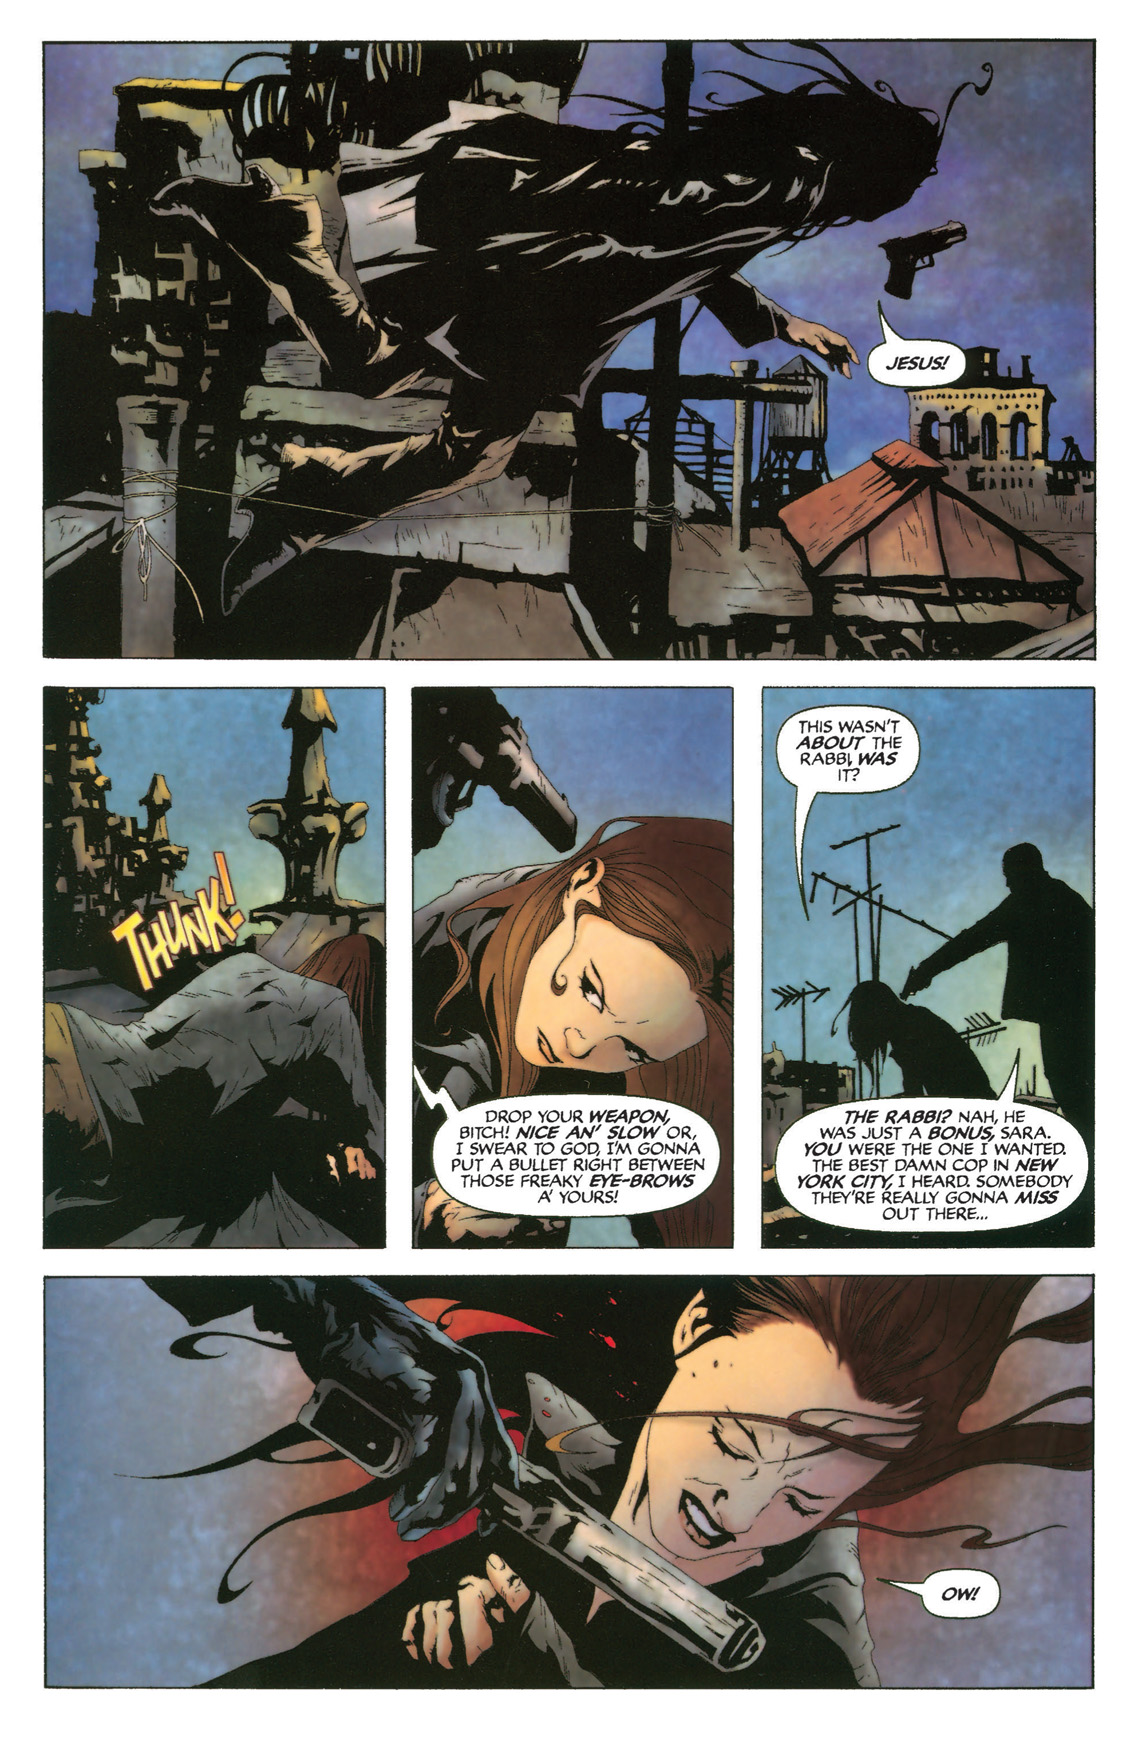 JESUS!
THUNK!
DROP YOUR WEAPON,
BITCH! NICE AN' SLOW OR,
I SWEAR TO GOD, I'M GONNA
PUT A BULLET RIGHT BETWEEN
THOSE FREAKY EYE-BROWS
A' YOURS!
THIS WASN'T
ABOUT THE
RABBI, WAS
IT?
THE RABBI? NAH, HE
WAS JUST A BONUS, SARA.
YOU WERE THE ONE I WANTED.
THE BEST DAMN COP IN NEW
YORK CITY, I HEARD. SOMEBODY
THEY'RE REALLY GONNA MISS
OUT THERE...
OW!